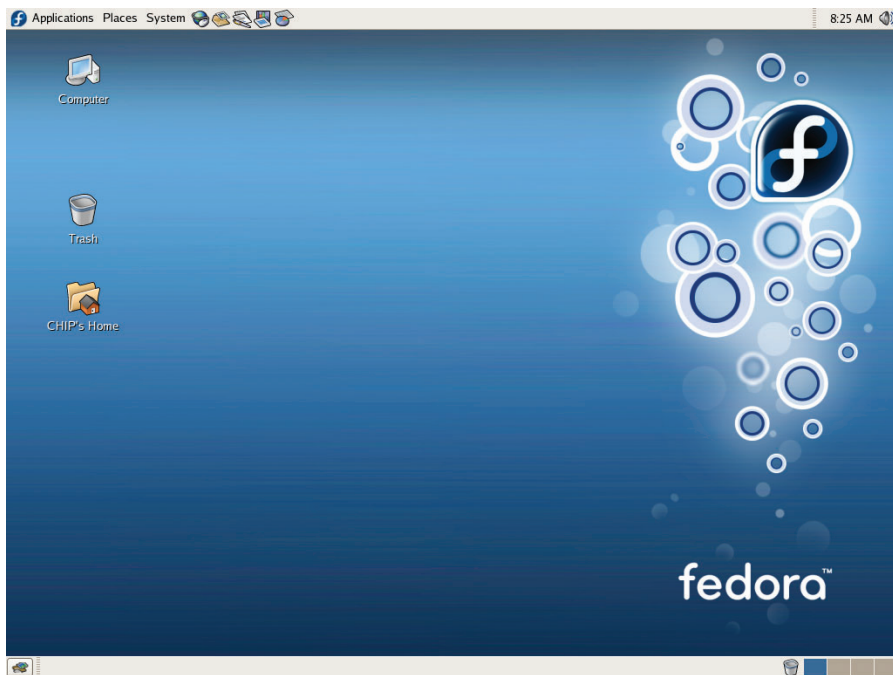 Applications Places System 8:25 AM
Computer
Trash
CHIP's Home
fedora™